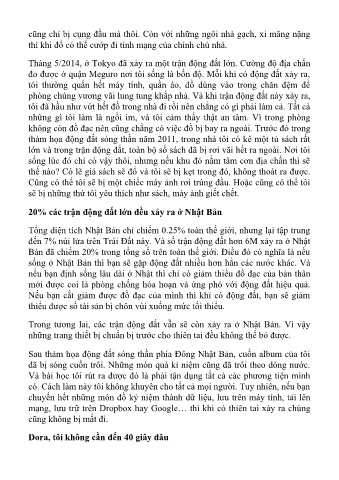 cũng chỉ bị cụng đầu mà thôi. Còn với những ngôi nhà gạch, xi măng nặng
thì khi đổ có thể cướp đi tính mạng của chính chủ nhà.
Tháng 5/2014, ở Tokyo đã xảy ra một trận động đất lớn. Cường độ địa chấn
đo được ở quận Meguro nơi tôi sống là bốn độ. Mỗi khi có động đất xảy ra,
tôi thường quấn hết máy tính, quần áo, đồ dùng vào trong chăn đệm đề
phòng chúng vương vãi lung tung khắp nhà. Và khi trận động đất này xảy ra,
tôi đã hầu như vứt hết đồ trong nhà đi rồi nên chẳng có gì phải làm cả. Tất cả
những gì tôi làm là ngồi im, và tôi cảm thấy thật an tâm. Vì trong phòng
không còn đồ đạc nên cũng chẳng có việc đồ bị bay ra ngoài. Trước đó trong
thảm họa động đất sóng thần năm 2011, trong nhà tôi có kê một tủ sách rất
lớn và trong trận động đất, toàn bộ số sách đã bị rơi vãi hết ra ngoài. Nơi tôi
sống lúc đó chỉ có vậy thôi, nhưng nếu khu đó nằm tâm cơn địa chấn thì sẽ
thế nào? Có lẽ giá sách sẽ đổ và tôi sẽ bị kẹt trong đó, không thoát ra được.
Cũng có thể tôi sẽ bị một chiếc máy ảnh rơi trúng đầu. Hoặc cũng có thể tôi
sẽ bị những thứ tôi yêu thích như sách, máy ảnh giết chết.
20% các trận động đất lớn đều xảy ra ở Nhật Bản
Tổng diện tích Nhật Bản chỉ chiếm 0.25% toàn thế giới, nhưng lại tập trung
đến 7% núi lửa trên Trái Đất này. Và số trận động đất hơn 6M xảy ra ở Nhật
Bản đã chiếm 20% trong tổng số trên toàn thế giới. Điều đó có nghĩa là nếu
sống ở Nhật Bản thì bạn sẽ gặp động đất nhiều hơn hẳn các nước khác. Và
nếu bạn định sống lâu dài ở Nhật thì chỉ có giảm thiểu đồ đạc của bản thân
mới được coi là phòng chống hỏa hoạn và ứng phó với động đất hiệu quả.
Nếu bạn cắt giảm được đồ đạc của mình thì khi có động đất, bạn sẽ giảm
thiểu được số tài sản bị chôn vùi xuống mức tối thiểu.
Trong tương lai, các trận động đất vẫn sẽ còn xảy ra ở Nhật Bản. Vì vậy
những trang thiết bị chuẩn bị trước cho thiên tai đều không thể bỏ được.
Sau thảm họa động đất sóng thần phía Đông Nhật Bản, cuốn album của tôi
đã bị sóng cuốn trôi. Những món quà kỉ niệm cũng đã trôi theo dòng nước.
Và bài học tôi rút ra được đó là phải tận dụng tất cả các phương tiện mình
có. Cách làm này tôi không khuyên cho tất cả mọi người. Tuy nhiên, nếu bạn
chuyển hết những món đồ kỷ niệm thành dữ liệu, lưu trên máy tính, tải lên
mạng, lưu trữ trên Dropbox hay Google… thì khi có thiên tai xảy ra chúng
cũng không bị mất đi.
Dora, tôi không cần đến 40 giây đâu